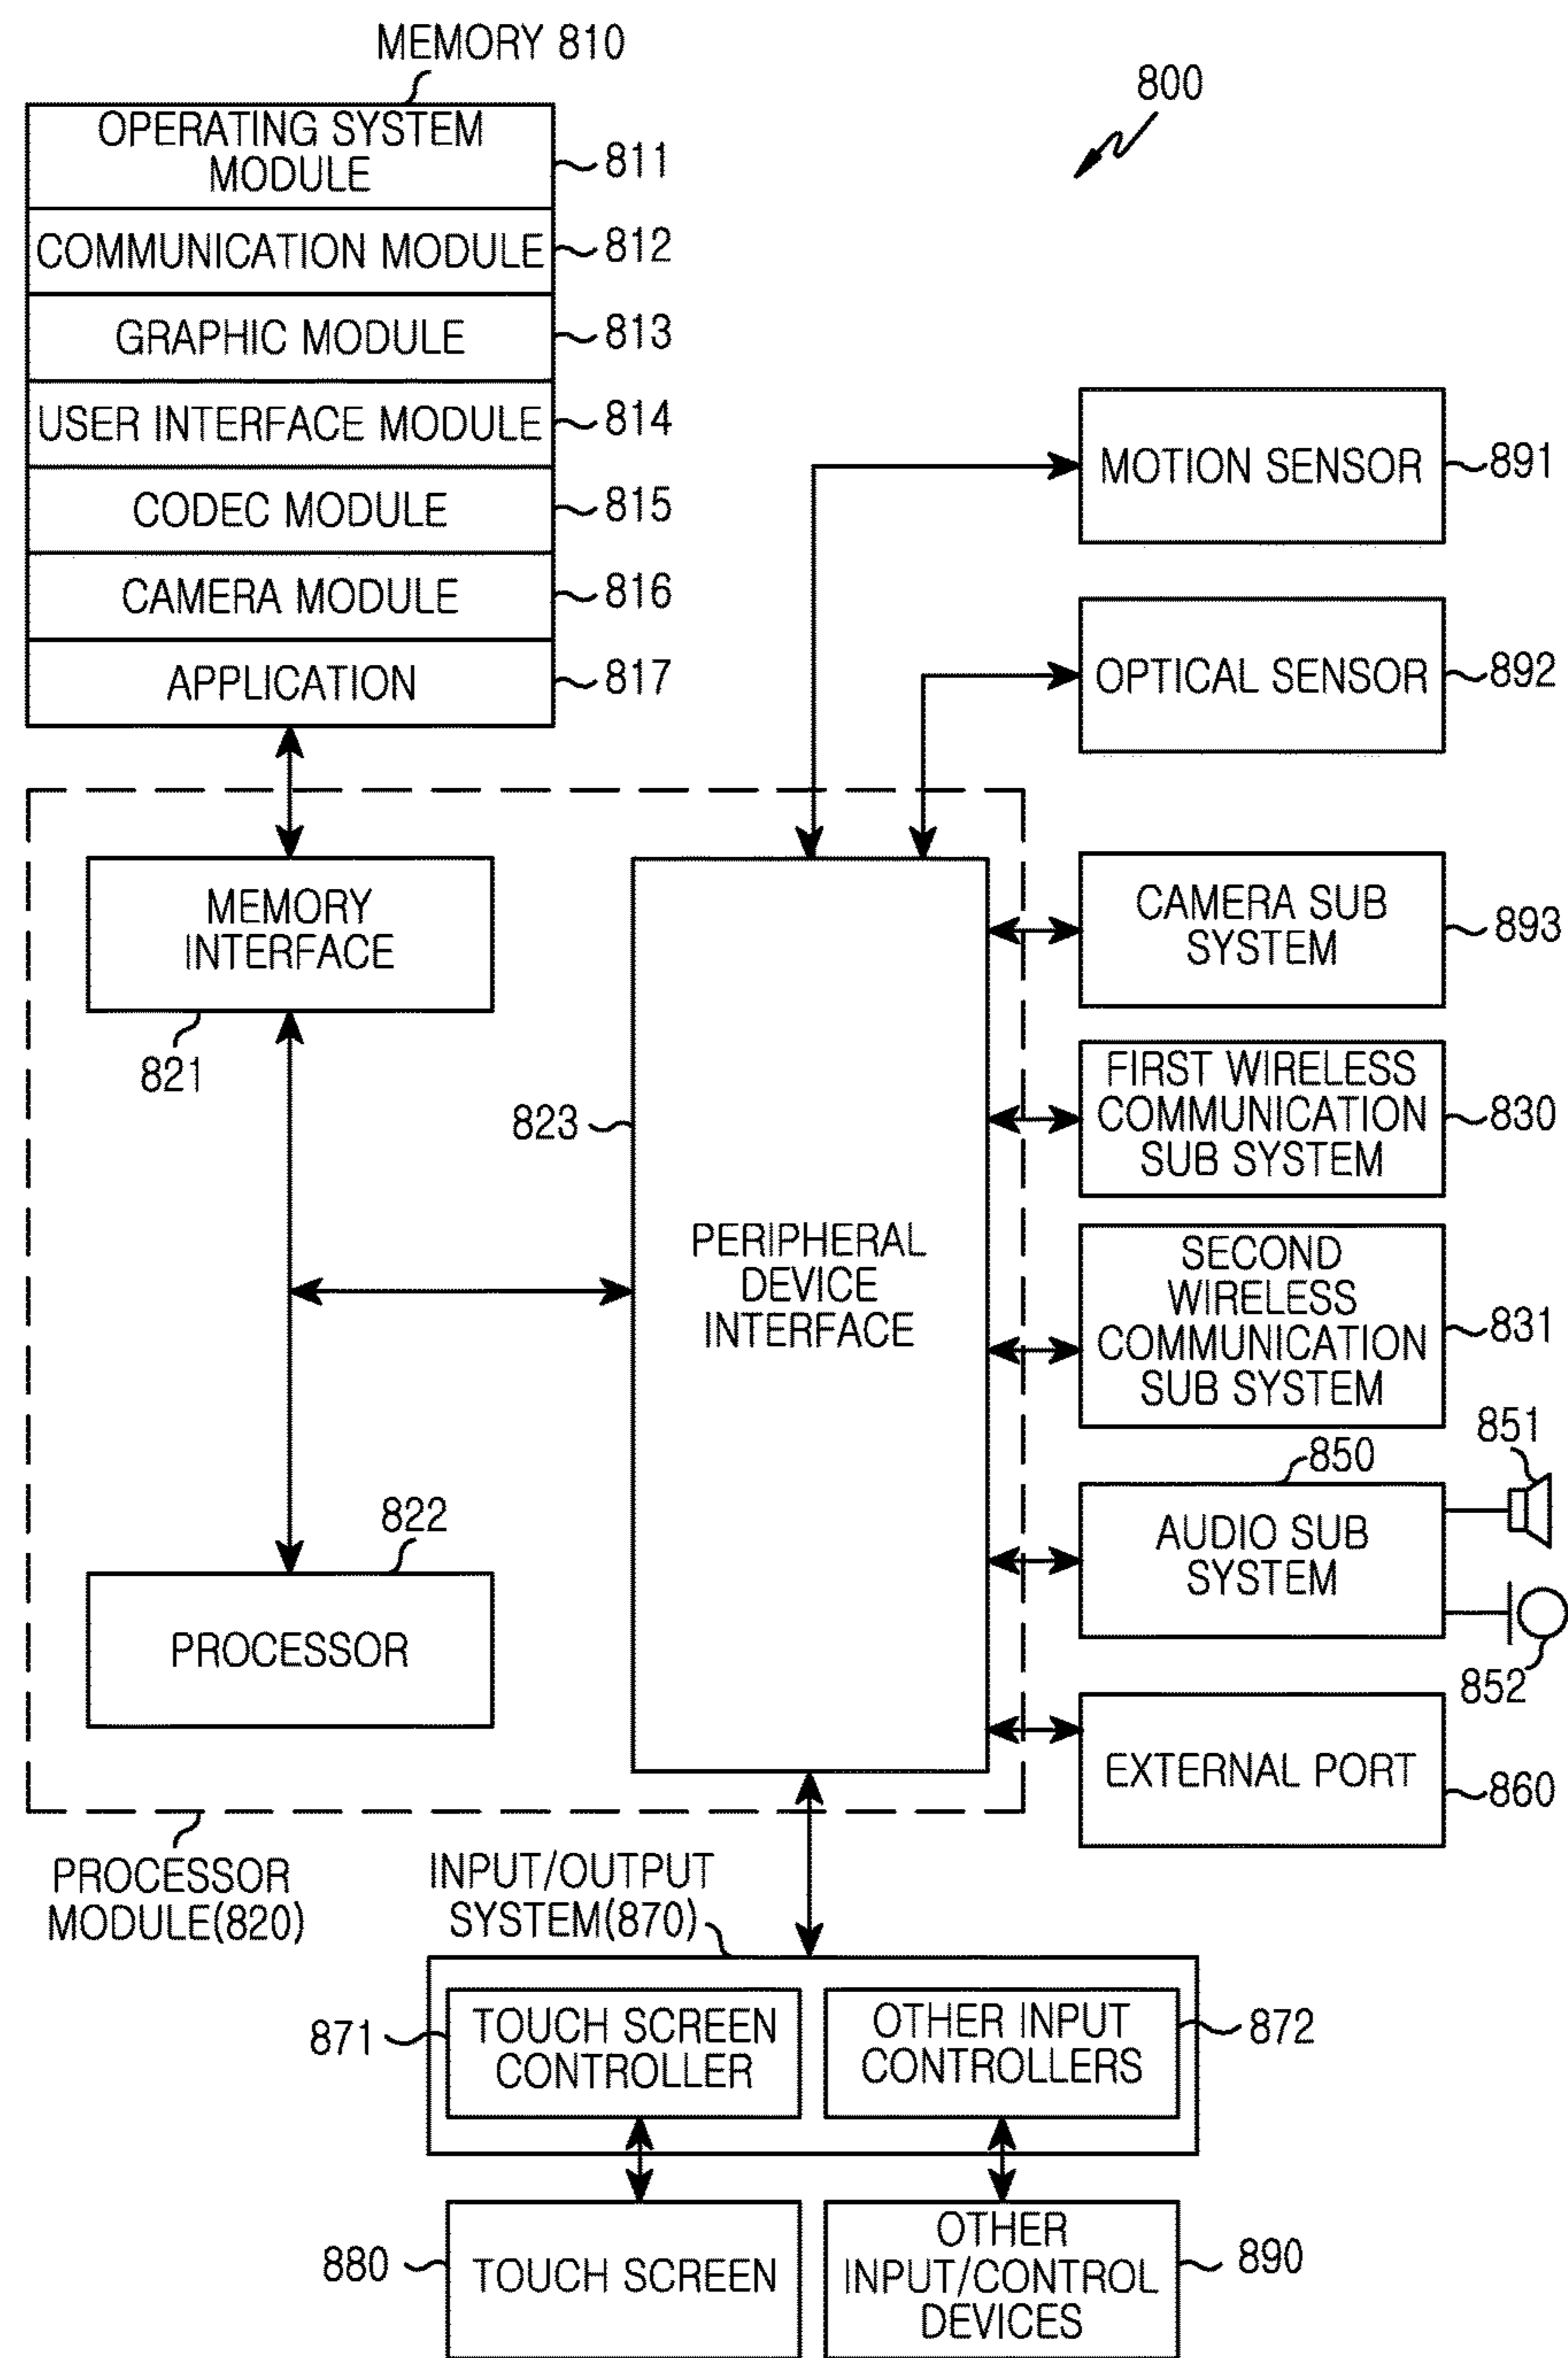 MEMORY 810
800
OPERATING SYSTEM
MODULE
811
COMMUNICATION MODULE
812
GRAPHIC MODULE
813
USER INTERFACE MODULE
814
CODEC MODULE
815
CAMERA MODULE
816
APPLICATION
817
MOTION SENSOR
891
OPTICAL SENSOR
892
MEMORY
INTERFACE
821
CAMERA SUB
SYSTEM
893
823
PERIPHERAL
DEVICE
INTERFACE
FIRST WIRELESS
COMMUNICATION
SUB SYSTEM
830
SECOND
WIRELESS
COMMUNICATION
SUB SYSTEM
831
822
PROCESSOR
850
AUDIO SUB
SYSTEM
851
852
EXTERNAL PORT
860
PROCESSOR
MODULE(820)
INPUT/OUTPUT
SYSTEM(870)
871
TOUCH SCREEN
CONTROLLER
OTHER INPUT
CONTROLLERS
872
880
TOUCH SCREEN
OTHER
INPUT/CONTROL
DEVICES
890